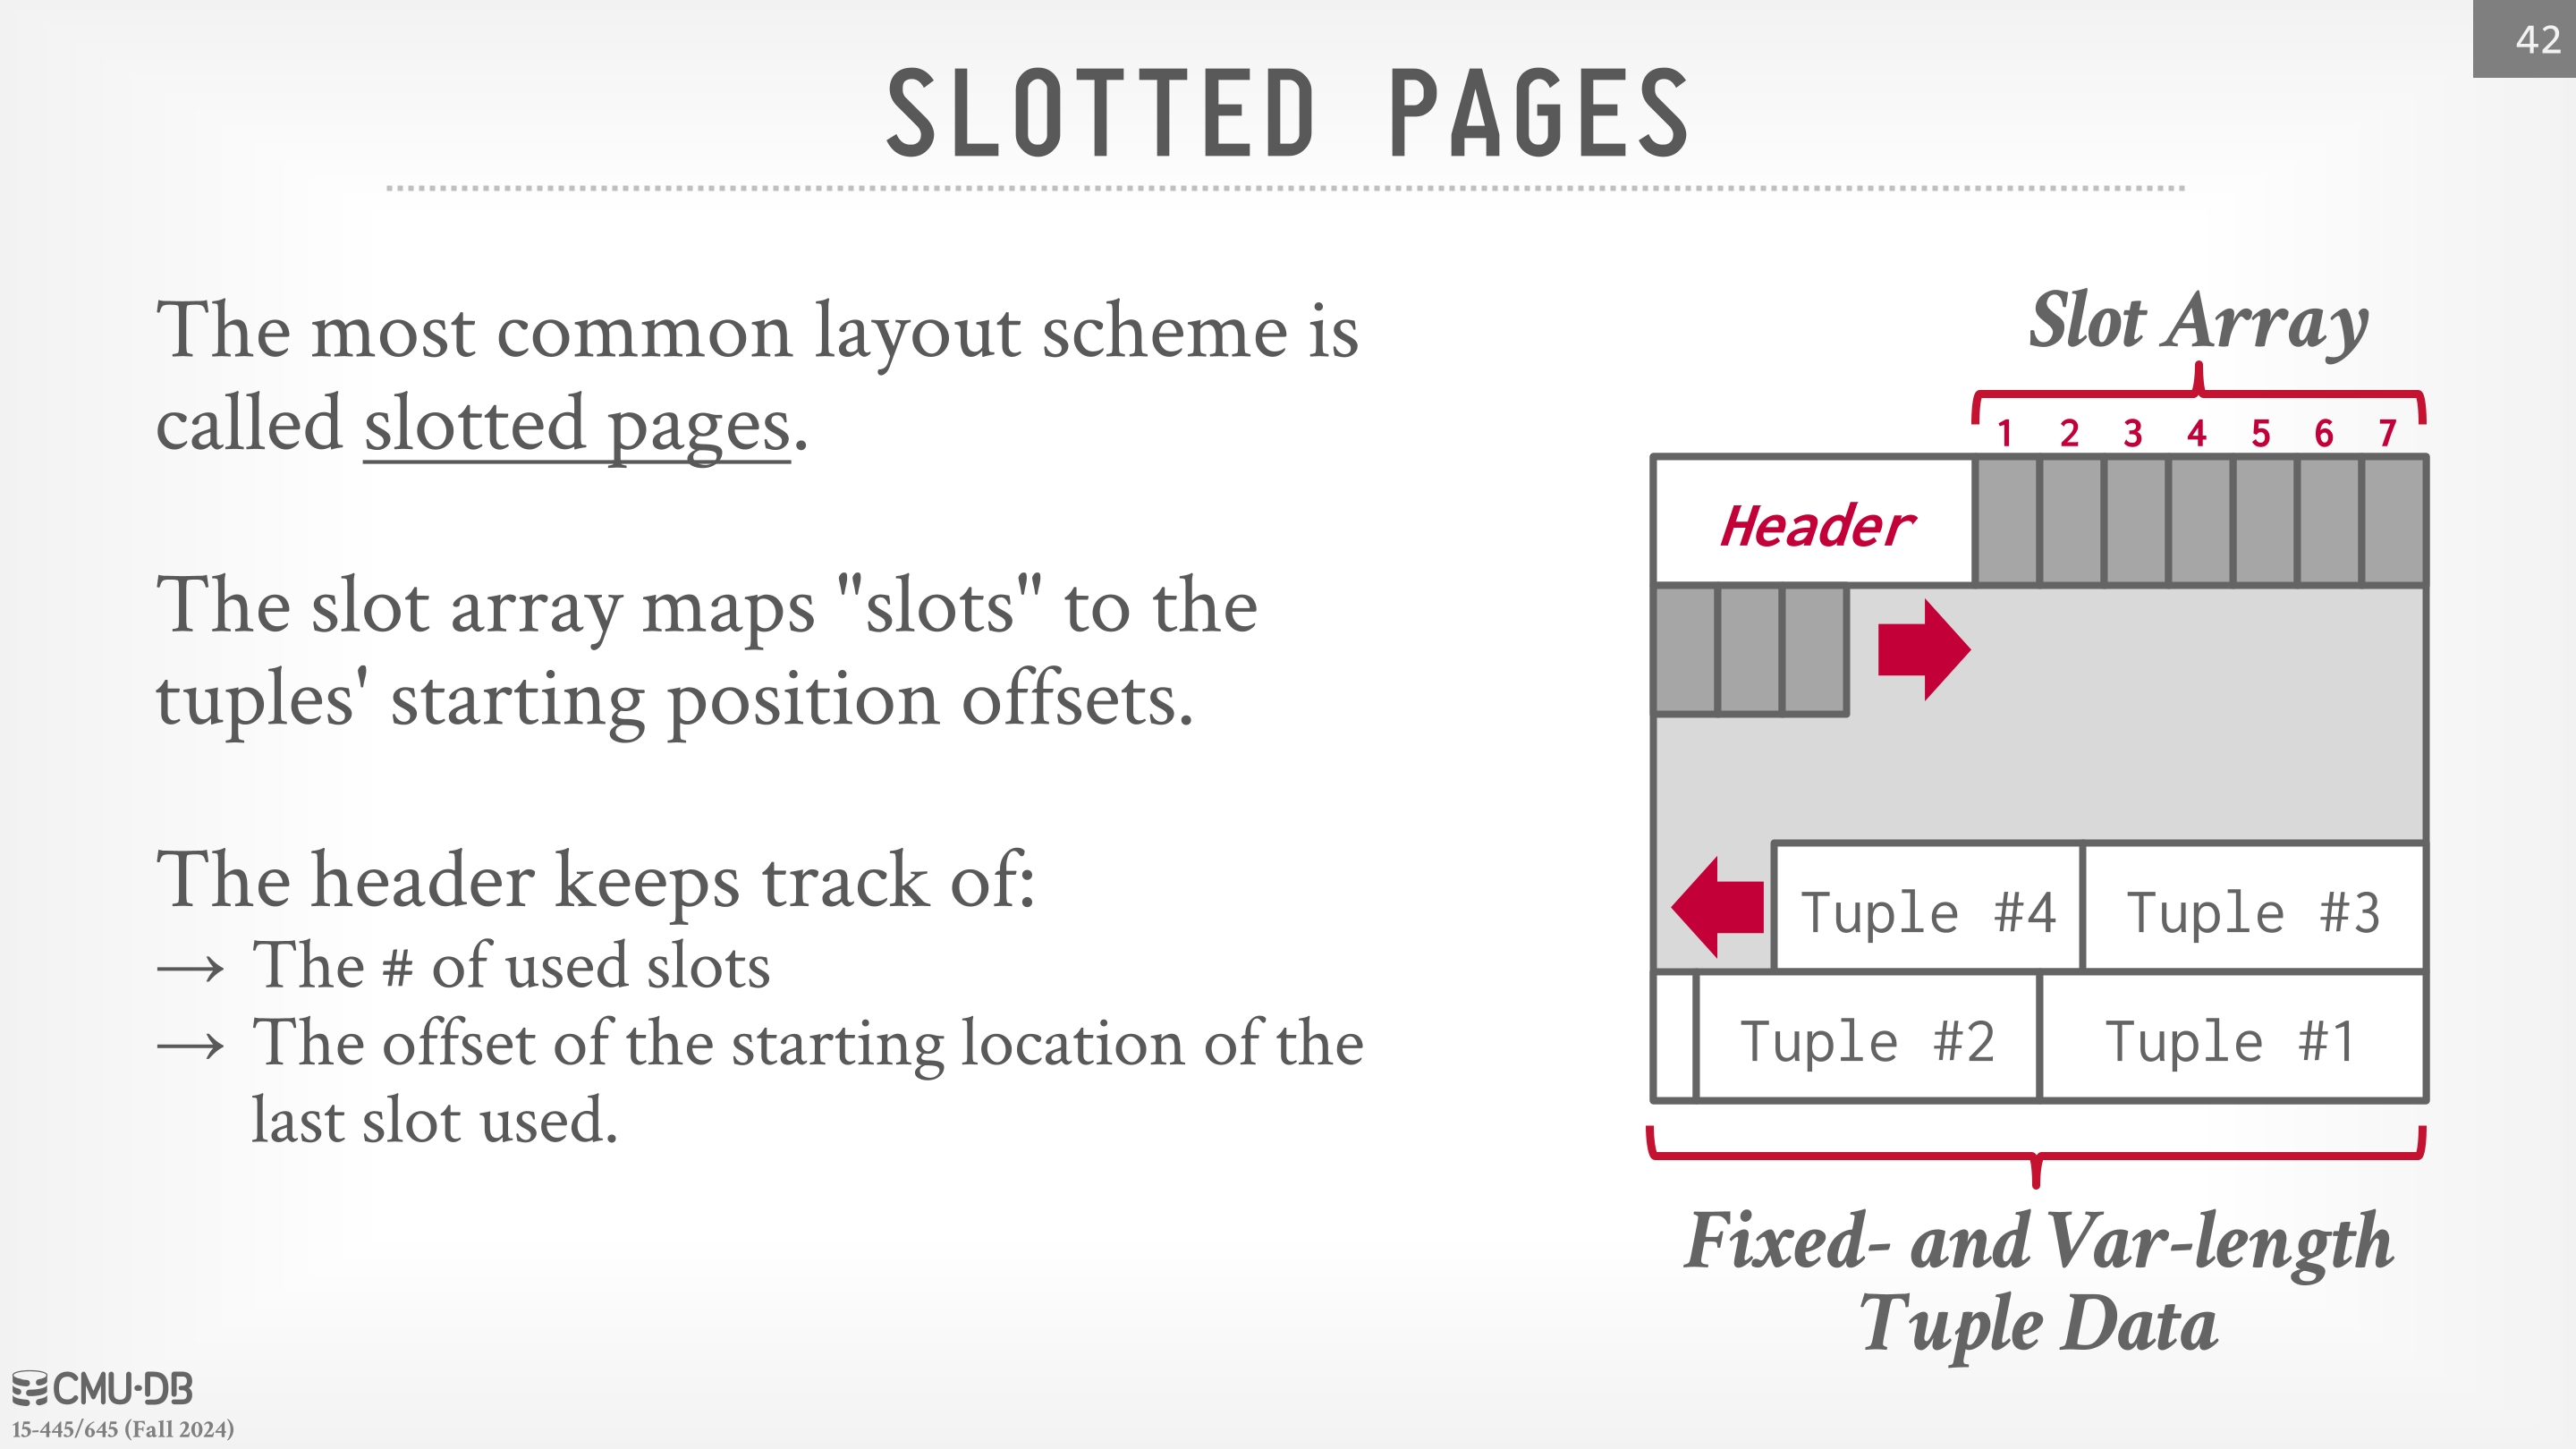 42
SLOTTED PAGES
The most common layout scheme is
called slotted pages.
The slot array maps "slots" to the
tuples' starting position offsets.
The header keeps track of:
→ The # of used slots
→ The offset of the starting location of the
last slot used.
Slot Array
1 2 3 4 5 6 7
Header
Tuple #4 Tuple #3
Tuple #2 Tuple #1
Fixed- and Var-length
Tuple Data
CMU·DB
15-445/645 (Fall 2024)